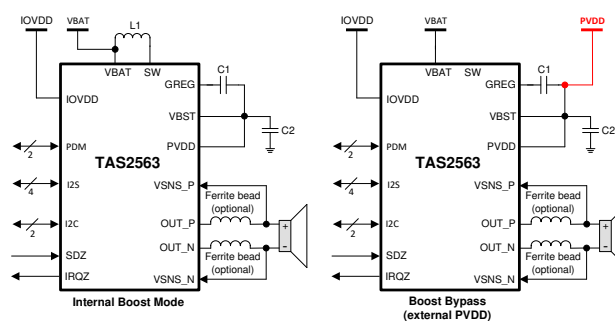 IOVDD
VBAT
L1
VBAT
SW
GREG
C1
IOVDD
VBST
C2
PDM
2
PVDD
TAS2563
I2S
4
VSNS_P
Ferrite bead
(optional)
I2C
2
OUT_P
+
-
OUT_N
SDZ
Ferrite bead
(optional)
IRQZ
VSNS_N
Internal Boost Mode
IOVDD
VBAT
PVDD
VBAT
SW
GREG
C1
IOVDD
VBST
C2
PDM
2
PVDD
TAS2563
I2S
4
VSNS_P
Ferrite bead
(optional)
I2C
2
OUT_P
+
-
OUT_N
SDZ
Ferrite bead
(optional)
IRQZ
VSNS_N
Boost Bypass
(external PVDD)